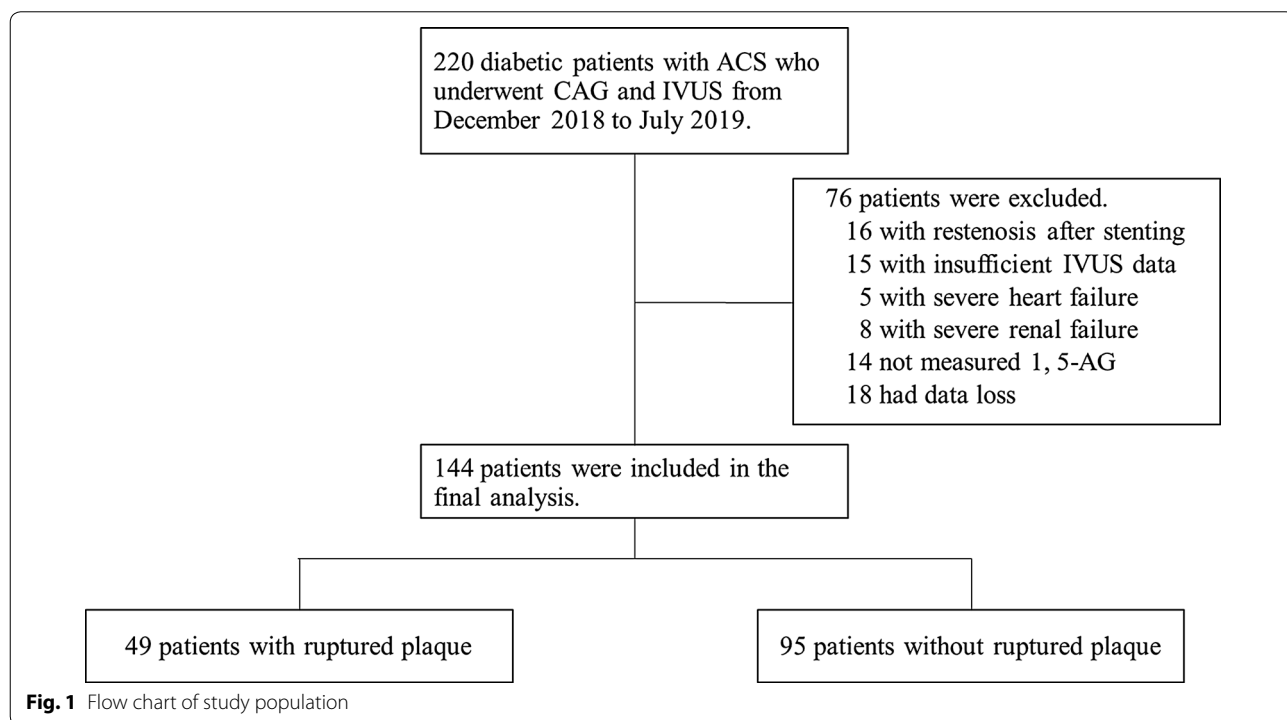 220 diabetic patients with ACS who
underwent CAG and IVUS from
December 2018 to July 2019.
76 patients were excluded.
16 with restenosis after stenting
15 with insufficient IVUS data
5 with severe heart failure
8 with severe renal failure
14 not measured 1, 5-AG
18 had data loss
144 patients were included in the
final analysis.
49 patients with ruptured plaque
95 patients without ruptured plaque
Fig. 1 Flow chart of study population